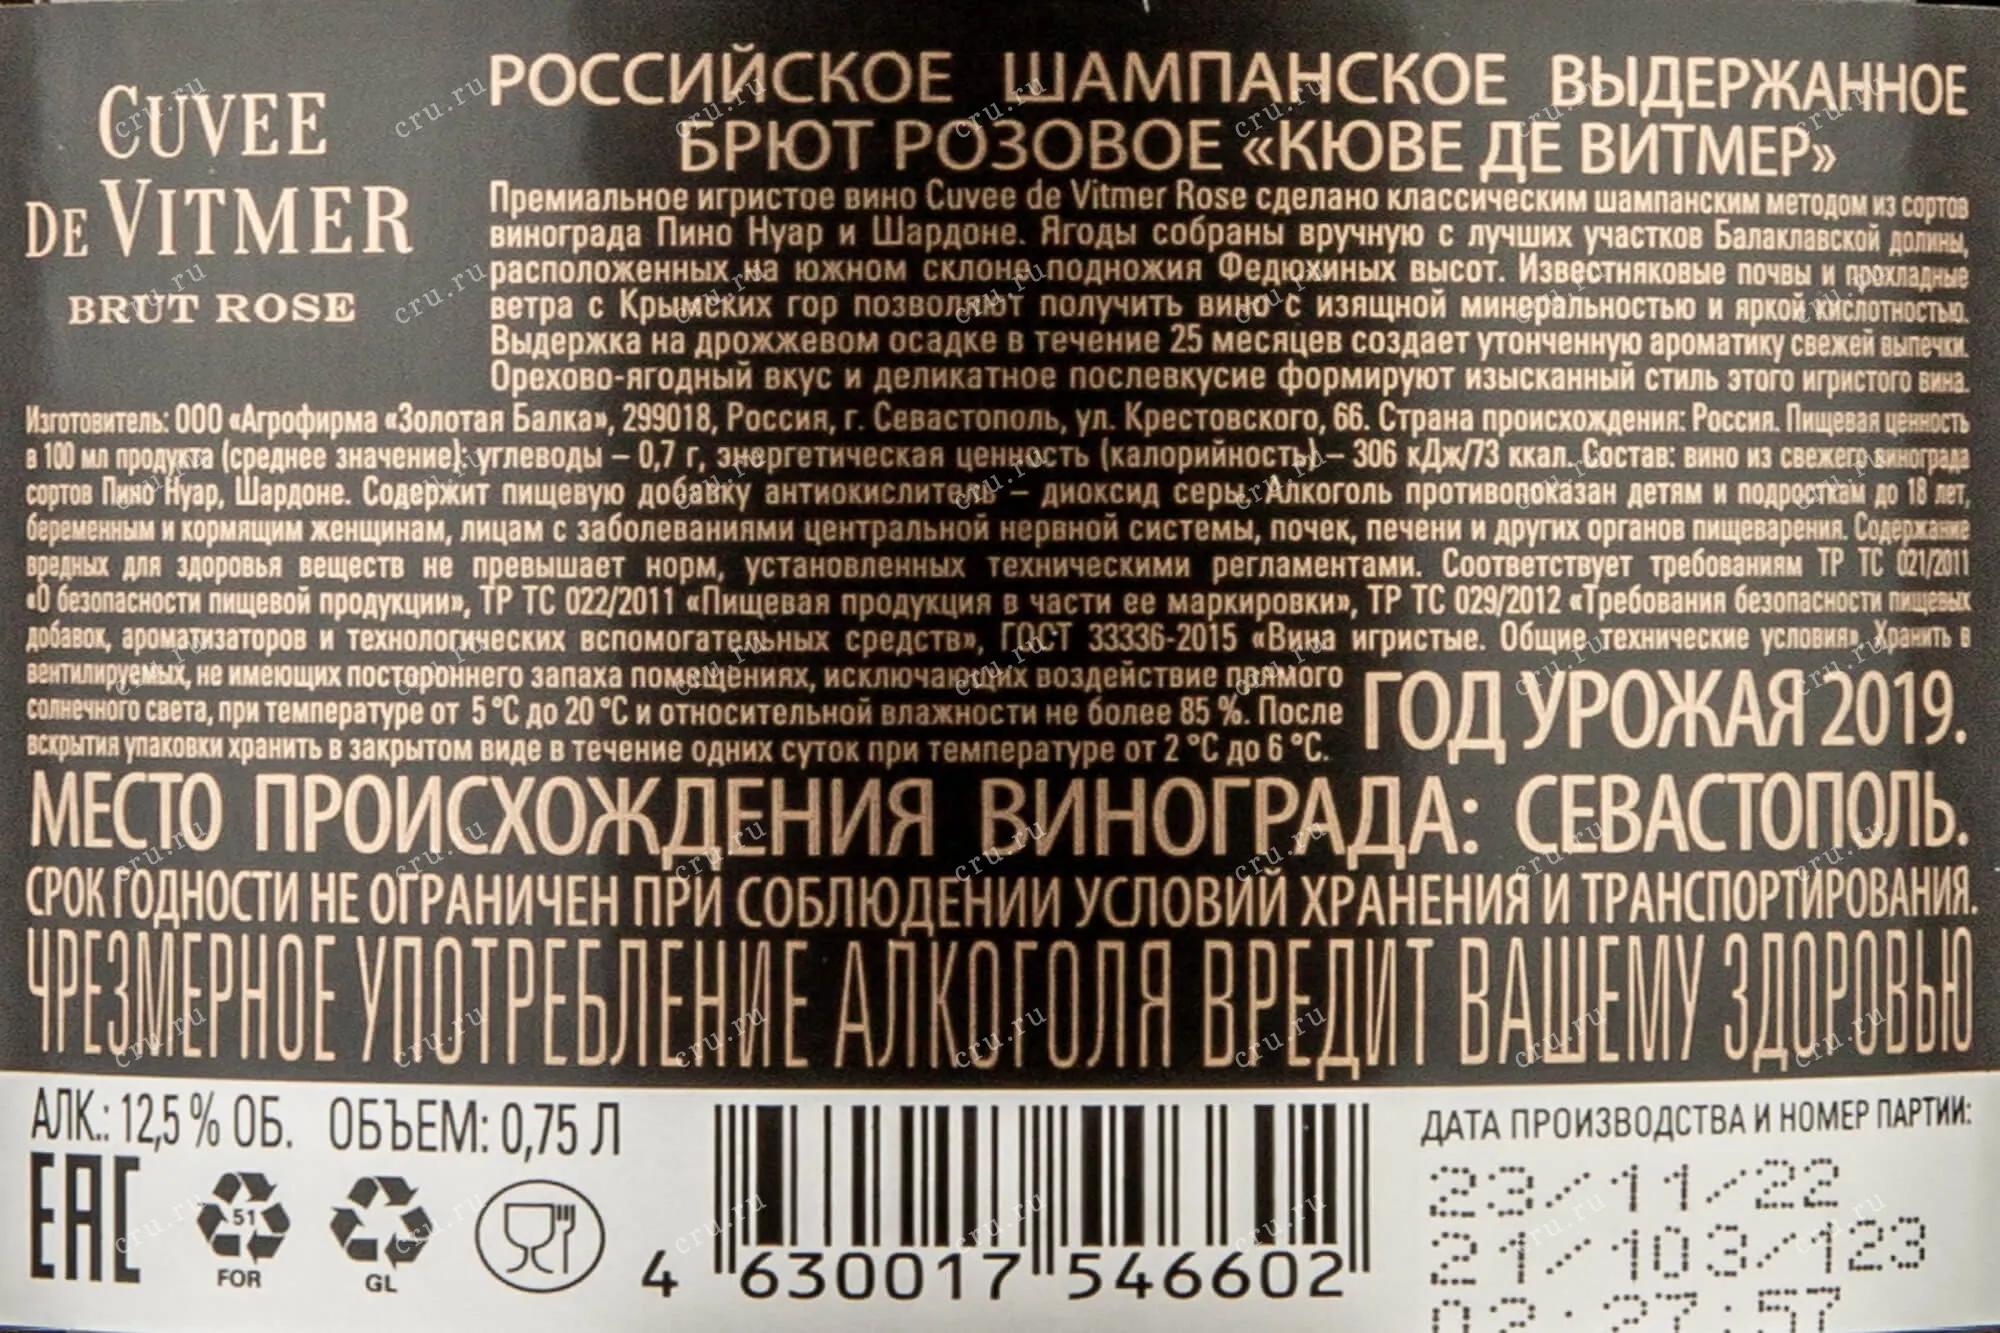 CUVEE
DE VITMER
BRUT ROSE
РОССИЙСКОЕ ШАМПАНСКОЕ ВЫДЕРЖАННОЕ
БРЮТ РОЗОВОЕ «КЮВЕ ДЕ ВИТМЕР»
Премиальное игристое вино Cuvee de Vitmer Rose сделано классическим шампанским методом из сортов
винограда Пино Нуар и Шардоне. Ягоды собраны вручную с лучших участков Балаклавской долины,
расположенных на южном склоне подножия Федюхиных высот. Известняковые почвы и прохладные
ветра с Крымских гор позволяют получить вино с изящной минеральностью и яркой кислотностью.
Выдержка на дрожжевом осадке в течение 25 месяцев создает утонченную ароматику свежей выпечки.
Орехово-ягодный вкус и деликатное послевкусие формируют изысканный стиль этого игристого вина.
Изготовитель: ООО «Агрофирма «Золотая Балка», 299018, Россия, г. Севастополь, ул. Крестовского, 66. Страна происхождения: Россия. Пищевая ценность
в 100 мл продукта (среднее значение): углеводы – 0,7 г, энергетическая ценность (калорийность) – 306 кДж/73 ккал. Состав: вино из свежего винограда
сортов Пино Нуар, Шардоне. Содержит пищевую добавку антиокислитель – диоксид серы. Алкоголь противопоказан детям и подросткам до 18 лет,
беременным и кормящим женщинам, лицам с заболеваниями центральной нервной системы, почек, печени и других органов пищеварения. Содержание
вредных для здоровья веществ не превышает норм, установленных техническими регламентами. Соответствует требованиям ТР ТС 021/2011
«О безопасности пищевой продукции», ТР ТС 022/2011 «Пищевая продукция в части ее маркировки», ТР ТС 029/2012 «Требования безопасности пищевых
добавок, ароматизаторов и технологических вспомогательных средств», ГОСТ 33336-2015 «Вина игристые. Общие технические условия». Хранить в
вентилируемых, не имеющих постороннего запаха помещениях, исключающих воздействие прямого
солнечного света, при температуре от 5 °С до 20 °С и относительной влажности не более 85 %. После
вскрытия упаковки хранить в закрытом виде в течение одних суток при температуре от 2 °С до 6 °С.
ГОД УРОЖАЯ 2019.
МЕСТО ПРОИСХОЖДЕНИЯ ВИНОГРАДА: СЕВАСТОПОЛЬ.
СРОК ГОДНОСТИ НЕ ОГРАНИЧЕН ПРИ СОБЛЮДЕНИИ УСЛОВИЙ ХРАНЕНИЯ И ТРАНСПОРТИРОВАНИЯ.
ЧРЕЗМЕРНОЕ УПОТРЕБЛЕНИЕ АЛКОГОЛЯ ВРЕДИТ ВАШЕМУ ЗДОРОВЬЮ
АЛК.: 12,5 % ОБ. ОБЪЕМ: 0,75 Л
EAC
51
FOR
GL
4 630017 546602
ДАТА ПРОИЗВОДСТВА И НОМЕР ПАРТИИ:
23/11/22
21/103/123
02:27:57
cru.ru